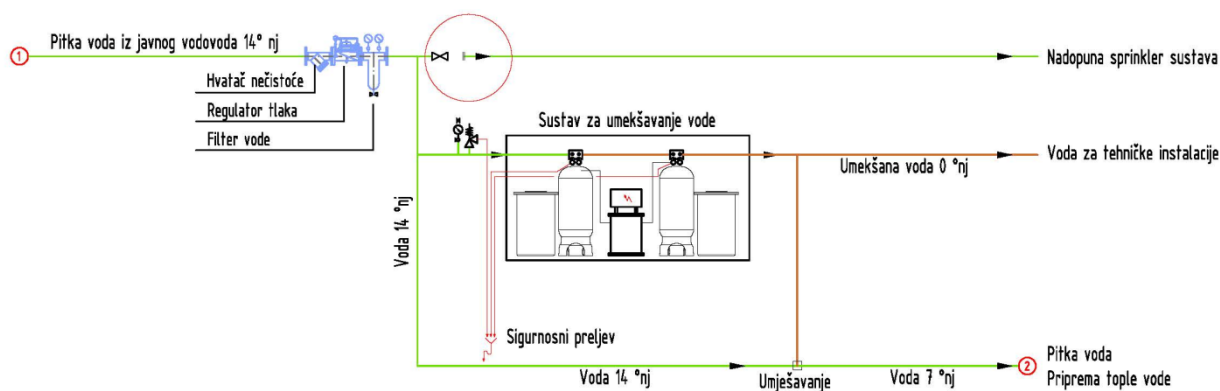 1
Pitka voda iz javnog vodovoda 14° nj
Hvatač nečistoće
Regulator tlaka
Filter vode
Nadopuna sprinkler sustava
Sustav za umekšavanje vode
Umekšana voda 0 °nj
Voda za tehničke instalacije
Voda 14 °nj
Sigurnosni preljev
Voda 14 °nj
Umješavanje
Voda 7 °nj
2
Pitka voda
Priprema tople vode